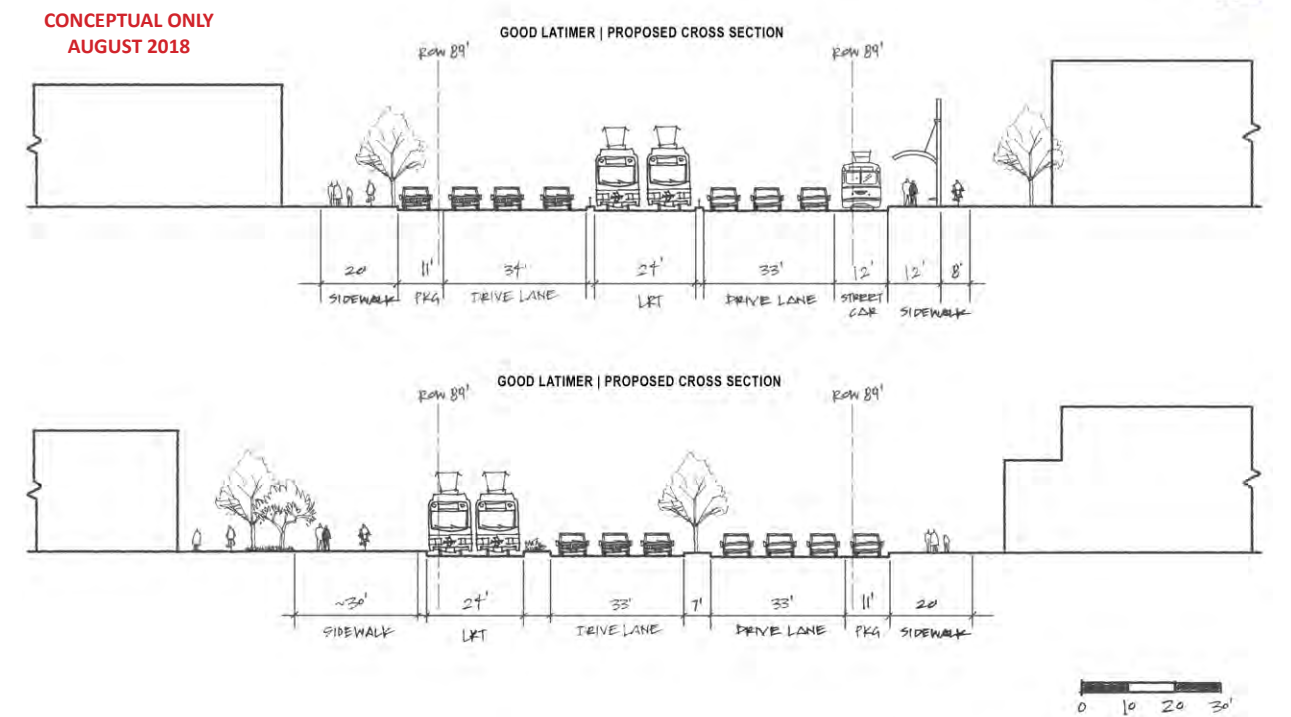 CONCEPTUAL ONLY
AUGUST 2018
GOOD LATIMER | PROPOSED CROSS SECTION
ROW 89' ROW 89'
20' 11' 34' 24' 33' 12' 12' 8'
SIDEWALK PKG DRIVE LANE LRT DRIVE LANE STREET CAR SIDEWALK
GOOD LATIMER | PROPOSED CROSS SECTION
ROW 89' ROW 89'
~30' 24' 33' 7' 33' 11' 20'
SIDEWALK LRT DRIVE LANE DRIVE LANE PKG SIDEWALK
0 10 20 30'